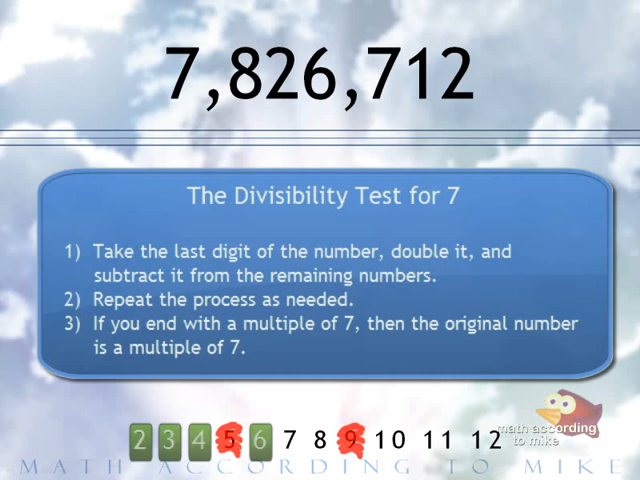 7,826,712
The Divisibility Test for 7
1) Take the last digit of the number, double it, and
subtract it from the remaining numbers.
2) Repeat the process as needed.
3) If you end with a multiple of 7, then the original number
is a multiple of 7.
2 3 4 5 6 7 8 9 10 11 12
math according
to mike
MATH ACCORDING TO MIKE